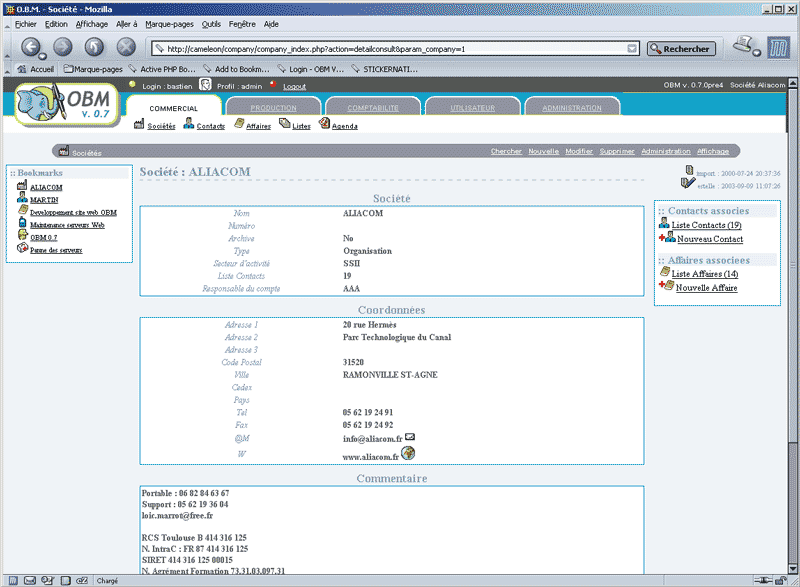 O.B.M. - Société - Mozilla
Fichier Edition Affichage Aller à Marque-pages Outils Fenêtre Aide
http://cameleon/company/company_index.php?action=detailconsult&param_company=1 Rechercher
Accueil Marque-pages Active PHP Bo... Add to Bookm... Login - OBM V... STICKERNATI...
Login : bastien Profil : admin Logout OBM v. 0.7.0pre4 Société Aliacom
OBM
v. 0.7
COMMERCIAL PRODUCTION COMPTABILITE UTILISATEUR ADMINISTRATION
Sociétés Contacts Affaires Listes Agenda
Sociétés Chercher Nouvelle Modifier Supprimer Administration Affichage
:: Bookmarks
ALIACOM
MARTIN
Developpement site web OBM
Maintenance serveurs Web
OBM 0.7
Panne des serveurs
Société : ALIACOM
import : 2000-07-24 20:37:36
ertelle : 2003-09-09 11:07:26
Société
Nom ALIACOM
Numéro
Archive No
Type Organisation
Secteur d'activité SSII
Liste Contacts 19
Responsable du compte AAA
:: Contacts associes
Liste Contacts (19)
Nouveau Contact
:: Affaires associees
Liste Affaires (14)
Nouvelle Affaire
Coordonnées
Adresse 1 20 rue Hermès
Adresse 2 Parc Technologique du Canal
Adresse 3
Code Postal 31520
Ville RAMONVILLE ST-AGNE
Cedex
Pays
Tel 05 62 19 24 91
Fax 05 62 19 24 92
@M info@aliacom.fr
W www.aliacom.fr
Commentaire
Portable : 06 82 84 63 67
Support : 05 62 19 36 04
loic.marrot@free.fr
RCS Toulouse B 414 316 125
N. IntraC : FR 87 414 316 125
SIRET 414 316 125 00015
N. Agrément Formation 73.31.03.097.31
Chargé